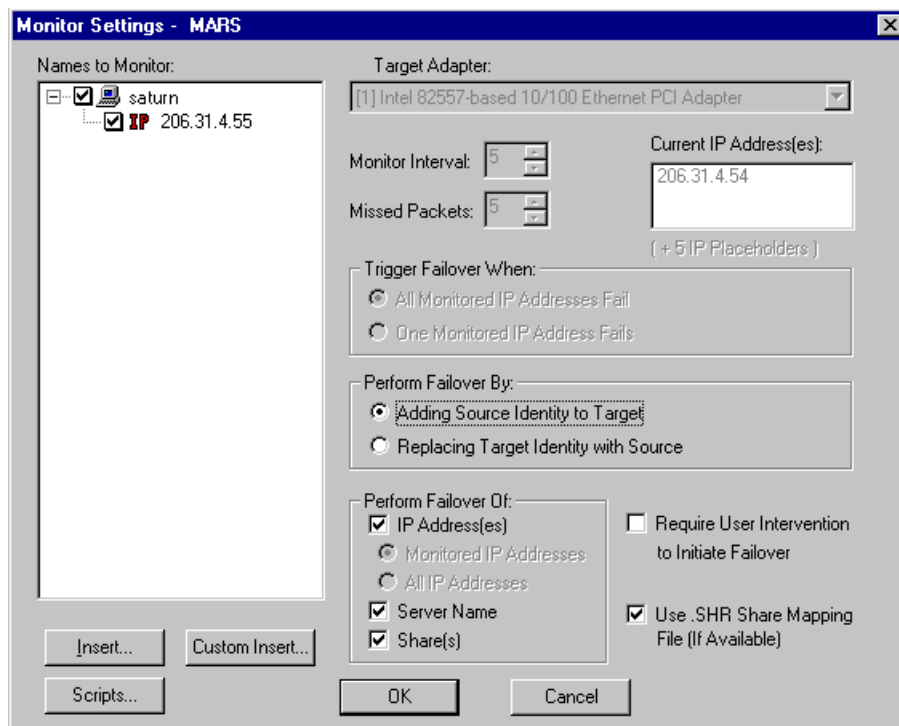 Monitor Settings - MARS
Names to Monitor:
saturn
IP 206.31.4.55
Target Adapter:
[1] Intel 82557-based 10/100 Ethernet PCI Adapter
Monitor Interval: 5
Missed Packets: 5
Current IP Address(es):
206.31.4.54
( + 5 IP Placeholders )
Trigger Failover When:
All Monitored IP Addresses Fail
One Monitored IP Address Fails
Perform Failover By:
Adding Source Identity to Target
Replacing Target Identity with Source
Perform Failover Of:
IP Address(es)
Monitored IP Addresses
All IP Addresses
Server Name
Share(s)
Require User Intervention
to Initiate Failover
Use .SHR Share Mapping
File (If Available)
Insert...
Custom Insert...
Scripts...
OK
Cancel